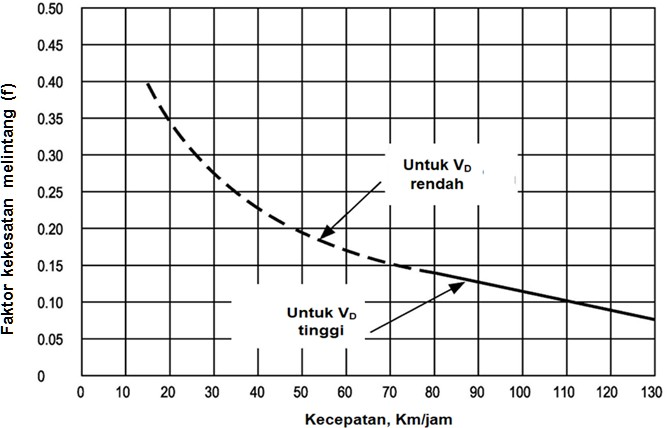 0.50
0.45
0.40
0.35
0.30
0.25
0.20
0.15
0.10
0.05
0
Faktor kekesatan melintang (f)
Untuk VD
rendah
Untuk VD
tinggi
0 10 20 30 40 50 60 70 80 90 100 110 120 130
Kecepatan, Km/jam